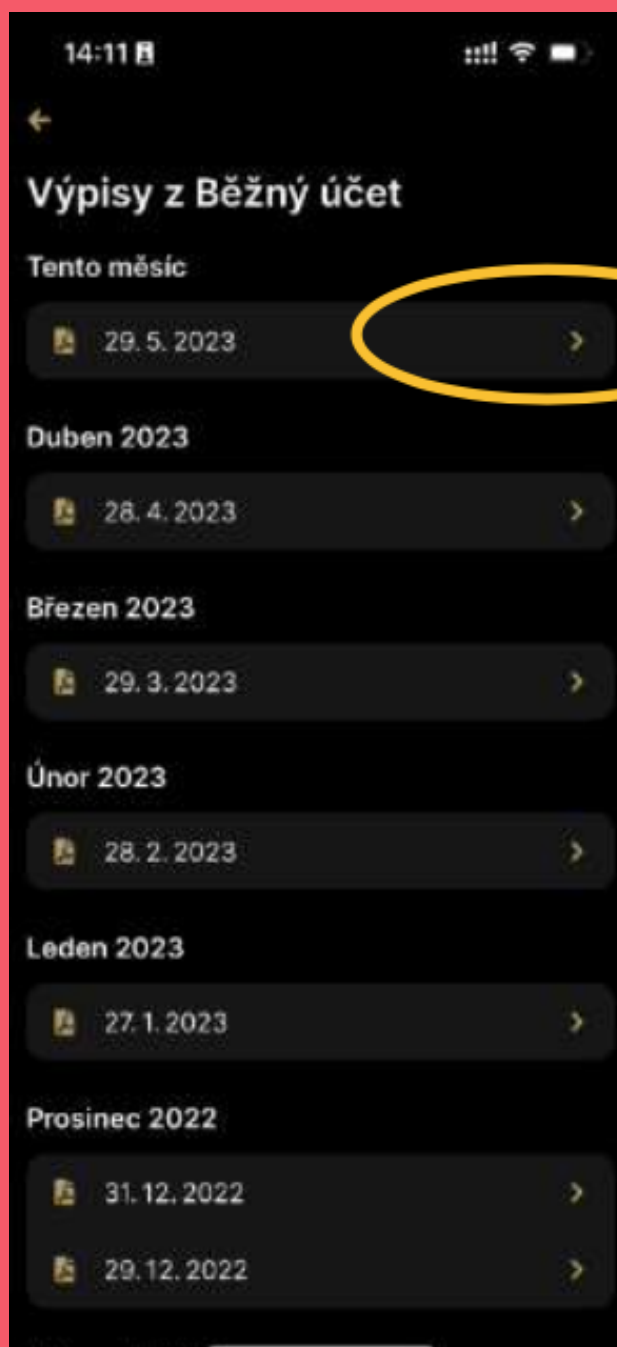 14:11
Výpisy z Běžný účet
Tento měsíc
29. 5. 2023
Duben 2023
28. 4. 2023
Březen 2023
29. 3. 2023
Únor 2023
28. 2. 2023
Leden 2023
27. 1. 2023
Prosinec 2022
31. 12. 2022
29. 12. 2022